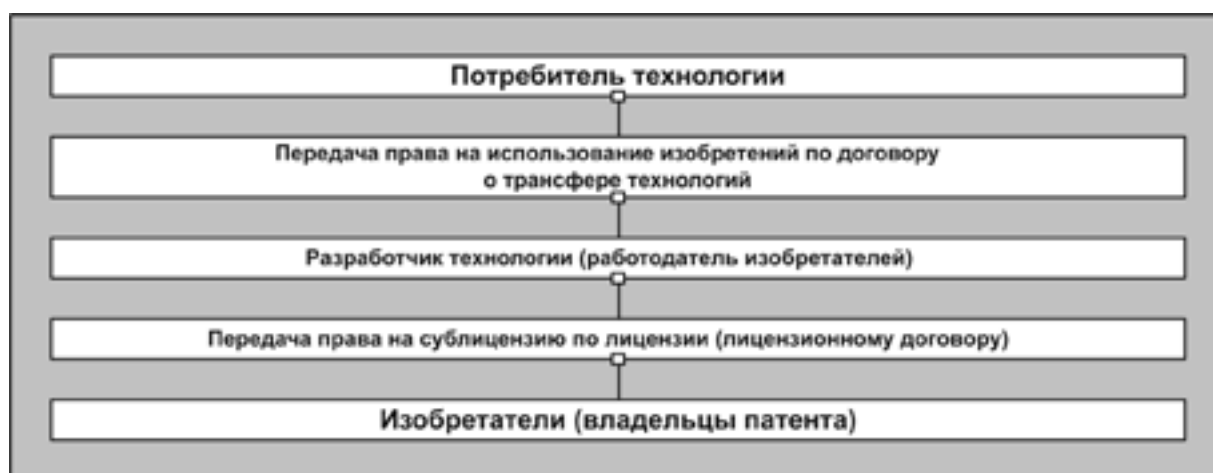 Потребитель технологии
Передача права на использование изобретений по договору
о трансфере технологий
Разработчик технологии (работодатель изобретателей)
Передача права на сублицензию по лицензии (лицензионному договору)
Изобретатели (владельцы патента)